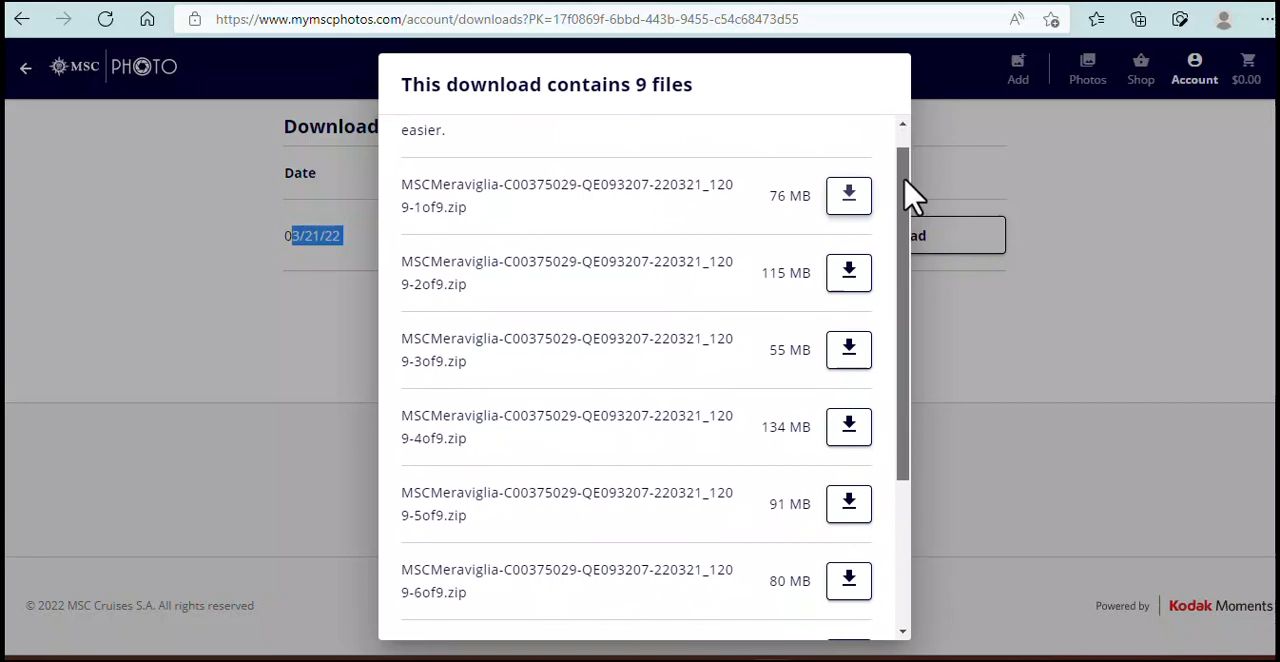 https://www.mymscphotos.com/account/downloads?PK=17f0869f-6bbd-443b-9455-c54c68473d55
MSC PHOTO
Add
Photos
Shop
Account
$0.00
Download
Date
03/21/22
ad
This download contains 9 files
easier.
MSCMeraviglia-C00375029-QE093207-220321_120
9-1of9.zip
76 MB
MSCMeraviglia-C00375029-QE093207-220321_120
9-2of9.zip
115 MB
MSCMeraviglia-C00375029-QE093207-220321_120
9-3of9.zip
55 MB
MSCMeraviglia-C00375029-QE093207-220321_120
9-4of9.zip
134 MB
MSCMeraviglia-C00375029-QE093207-220321_120
9-5of9.zip
91 MB
MSCMeraviglia-C00375029-QE093207-220321_120
9-6of9.zip
80 MB
© 2022 MSC Cruises S.A. All rights reserved
Powered by Kodak Moments